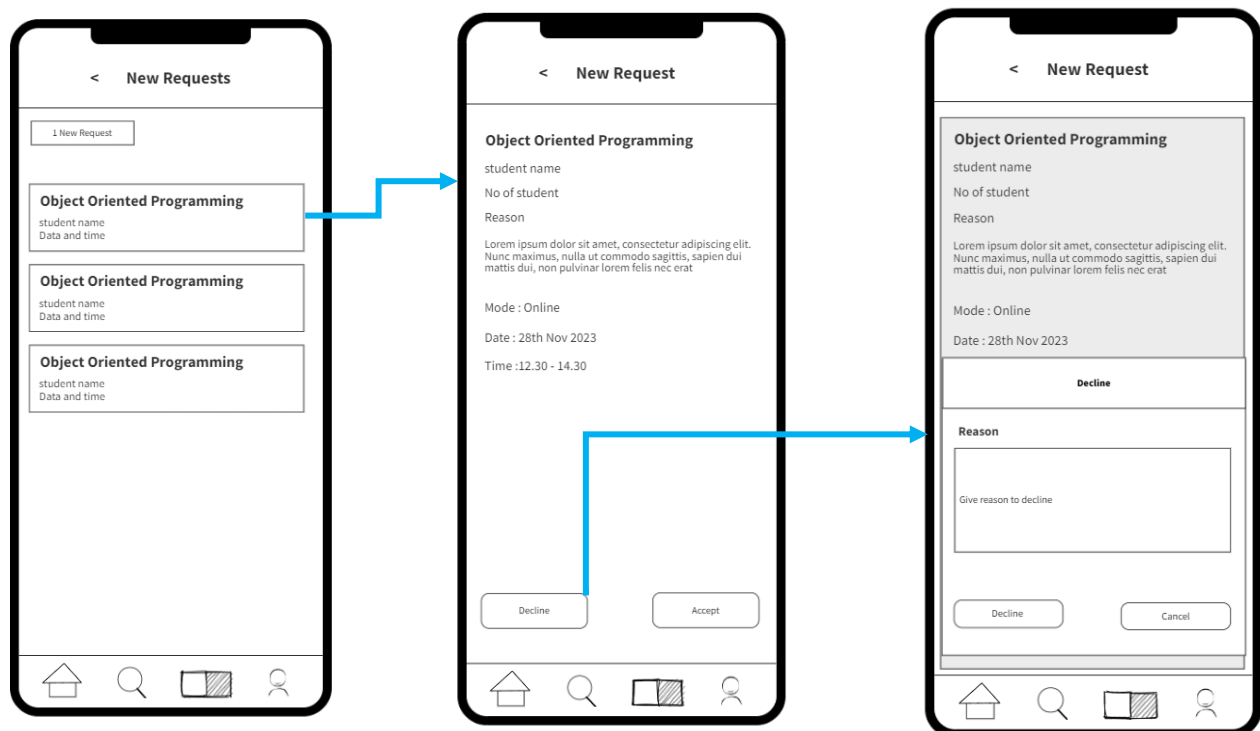 < New Requests
1 New Request
Object Oriented Programming
student name
Data and time
Object Oriented Programming
student name
Data and time
Object Oriented Programming
student name
Data and time
< New Request
Object Oriented Programming
student name
No of student
Reason
Lorem ipsum dolor sit amet, consectetur adipiscing elit.
Nunc maximus, nulla ut commodo sagittis, sapien dui
mattis dui, non pulvinar lorem felis nec erat
Mode : Online
Date : 28th Nov 2023
Time :12.30 - 14.30
Decline Accept
< New Request
Object Oriented Programming
student name
No of student
Reason
Lorem ipsum dolor sit amet, consectetur adipiscing elit.
Nunc maximus, nulla ut commodo sagittis, sapien dui
mattis dui, non pulvinar lorem felis nec erat
Mode : Online
Date : 28th Nov 2023
Decline
Reason
Give reason to decline
Decline Cancel